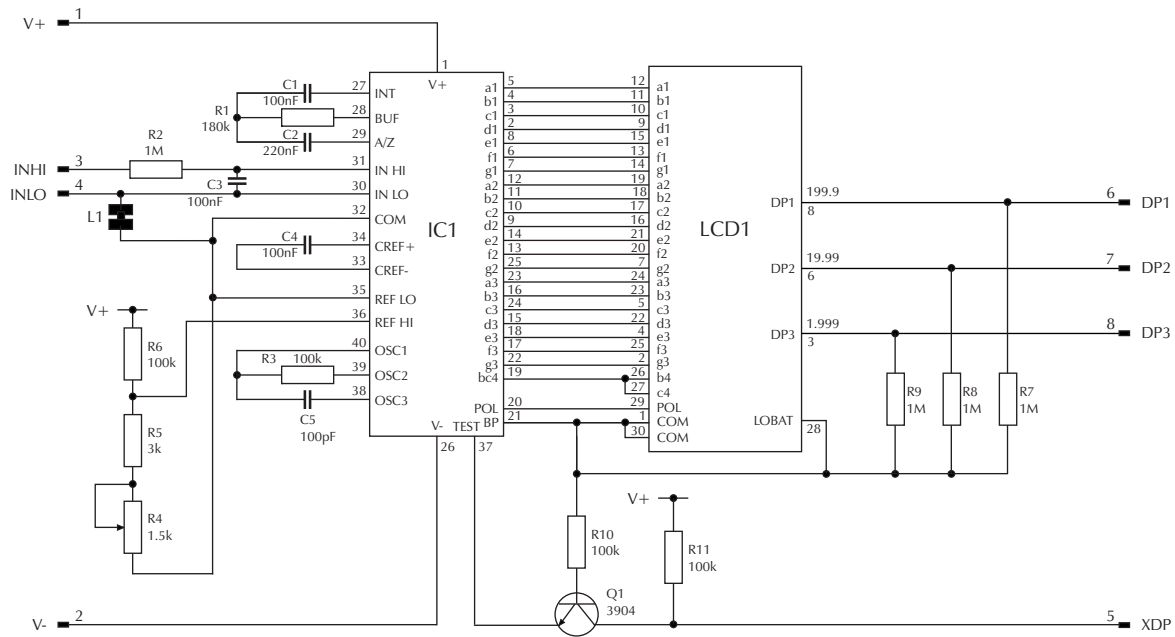 V+ 1
1
V+
INT
BUF
A/Z
IN HI
IN LO
COM
CREF+
CREF-
REF LO
REF HI
OSC1
OSC2
OSC3
V- TEST
IC1
27
28
29
31
30
32
34
33
35
36
40
39
38
26
37
C1
100nF
R1
180k
C2
220nF
R2
1M
INHI 3
INLO 4
C3
100nF
L1
C4
100nF
V+
R6
100k
R5
3k
R4
1.5k
R3 100k
C5
100pF
V- 2
a1 5 12 a1
b1 4 11 b1
c1 3 10 c1
d1 2 9 d1
e1 8 15 e1
f1 6 13 f1
g1 7 14 g1
a2 12 19 a2
b2 11 18 b2
c2 10 17 c2
d2 9 16 d2
e2 14 21 e2
f2 13 20 f2
g2 25 7 g2
a3 23 24 a3
b3 16 23 b3
c3 24 5 c3
d3 15 22 d3
e3 18 4 e3
f3 17 25 f3
g3 22 2 g3
bc4 19 26 b4
27 c4
POL 20 29 POL
BP 21 1 COM
30 COM
LCD1
DP1 199.9
8
6 DP1
DP2 19.99
6
7 DP2
DP3 1.999
3
8 DP3
LOBAT 28
R9
1M
R8
1M
R7
1M
V+
R10
100k
R11
100k
Q1
3904
5 XDP